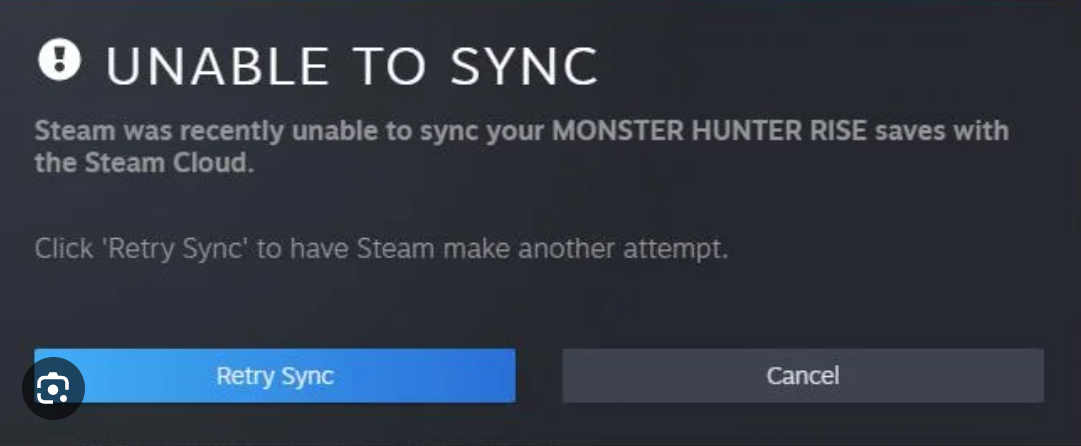 UNABLE TO SYNC
Steam was recently unable to sync your MONSTER HUNTER RISE saves with
the Steam Cloud.
Click 'Retry Sync' to have Steam make another attempt.
Retry Sync
Cancel